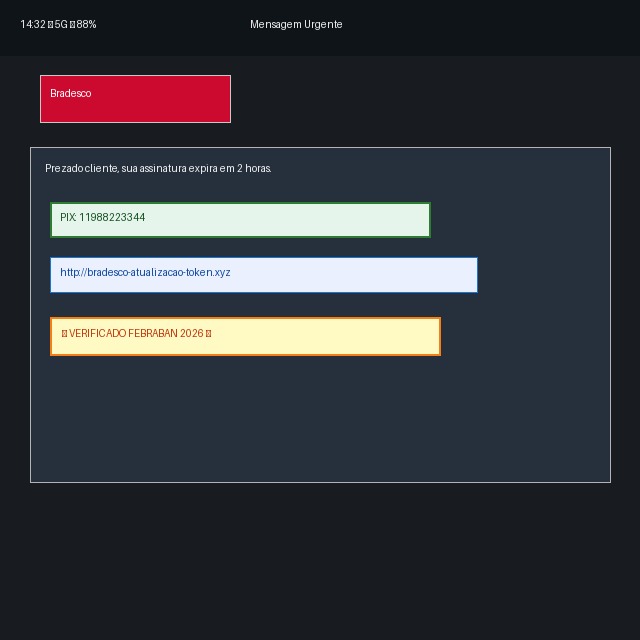 14:32 5G 88%
Mensagem Urgente
Bradesco
Prezado cliente, sua assinatura expira em 2 horas.
PIX: 11988223344
http://bradesco-atualizacao-token.xyz
VERIFICADO FEBRABAN 2026